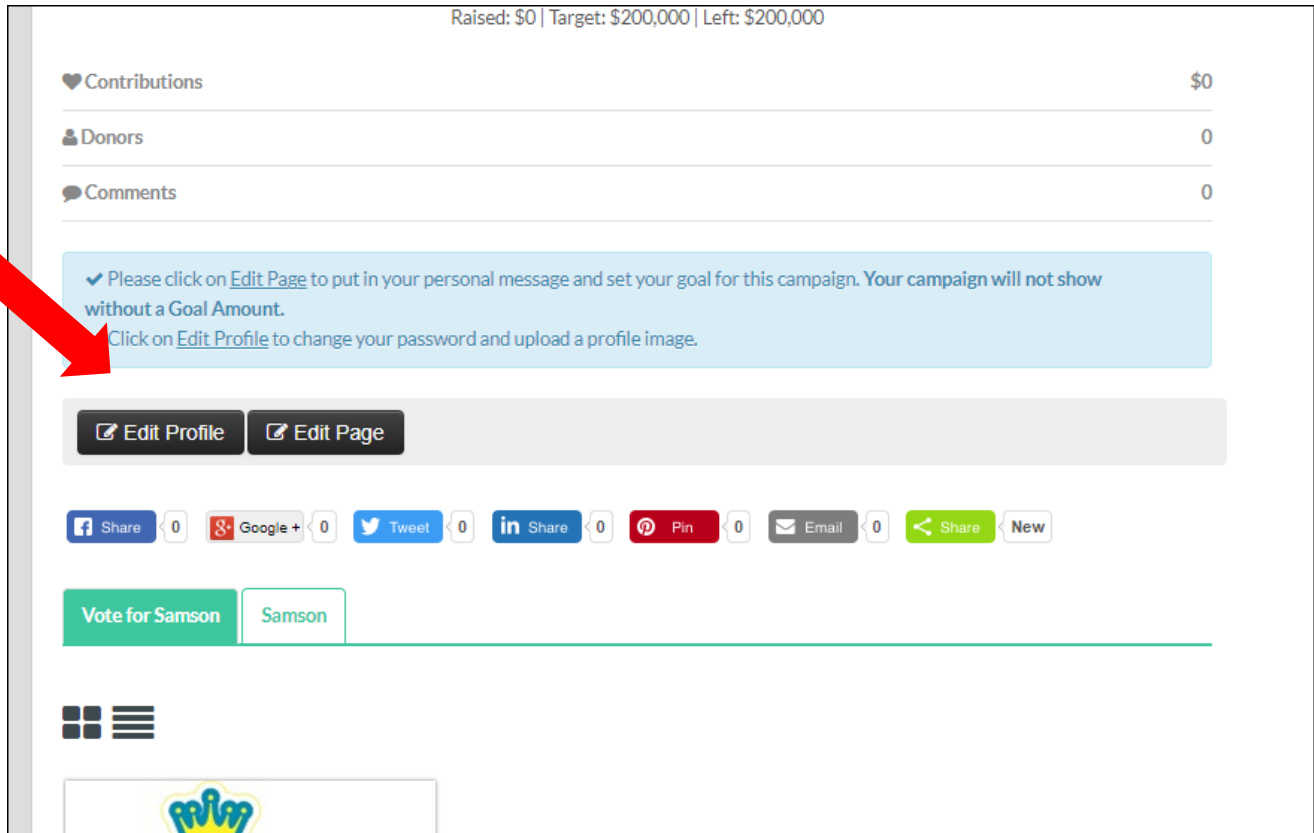 Raised: $0 | Target: $200,000 | Left: $200,000
Contributions $0
Donors 0
Comments 0
Please click on Edit Page to put in your personal message and set your goal for this campaign. Your campaign will not show
without a Goal Amount.
Click on Edit Profile to change your password and upload a profile image.
Edit Profile Edit Page
Share 0 Google + 0 Tweet 0 in Share 0 Pin 0 Email 0 Share New
Vote for Samson Samson